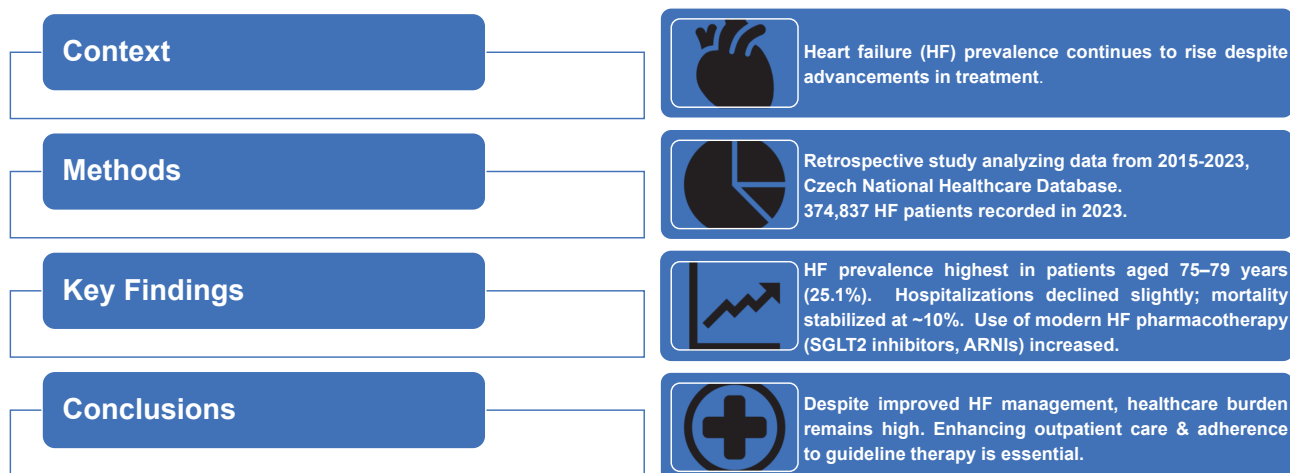 Context
Heart failure (HF) prevalence continues to rise despite
advancements in treatment.
Methods
Retrospective study analyzing data from 2015-2023,
Czech National Healthcare Database.
374,837 HF patients recorded in 2023.
Key Findings
HF prevalence highest in patients aged 75–79 years
(25.1%). Hospitalizations declined slightly; mortality
stabilized at ~10%. Use of modern HF pharmacotherapy
(SGLT2 inhibitors, ARNIs) increased.
Conclusions
Despite improved HF management, healthcare burden
remains high. Enhancing outpatient care & adherence
to guideline therapy is essential.